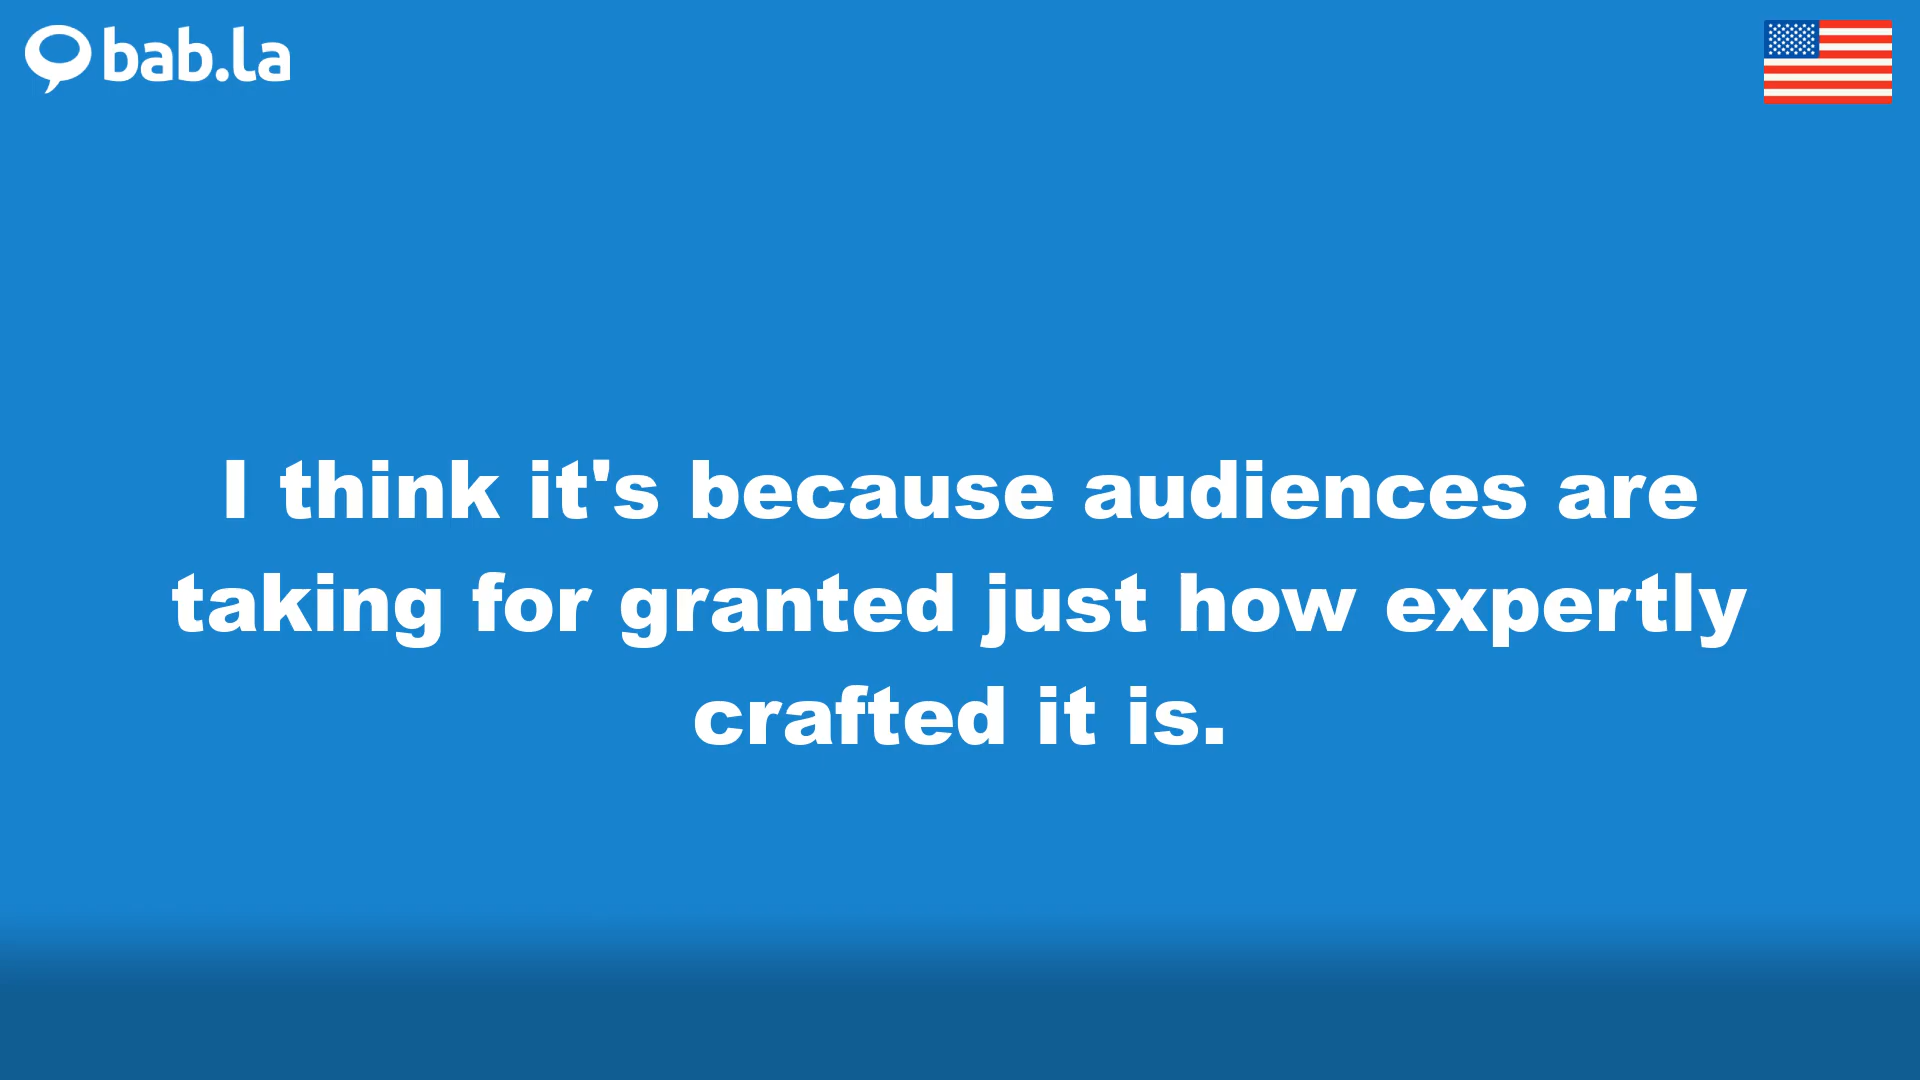 bab.la
I think it's because audiences are
taking for granted just how expertly
crafted it is.